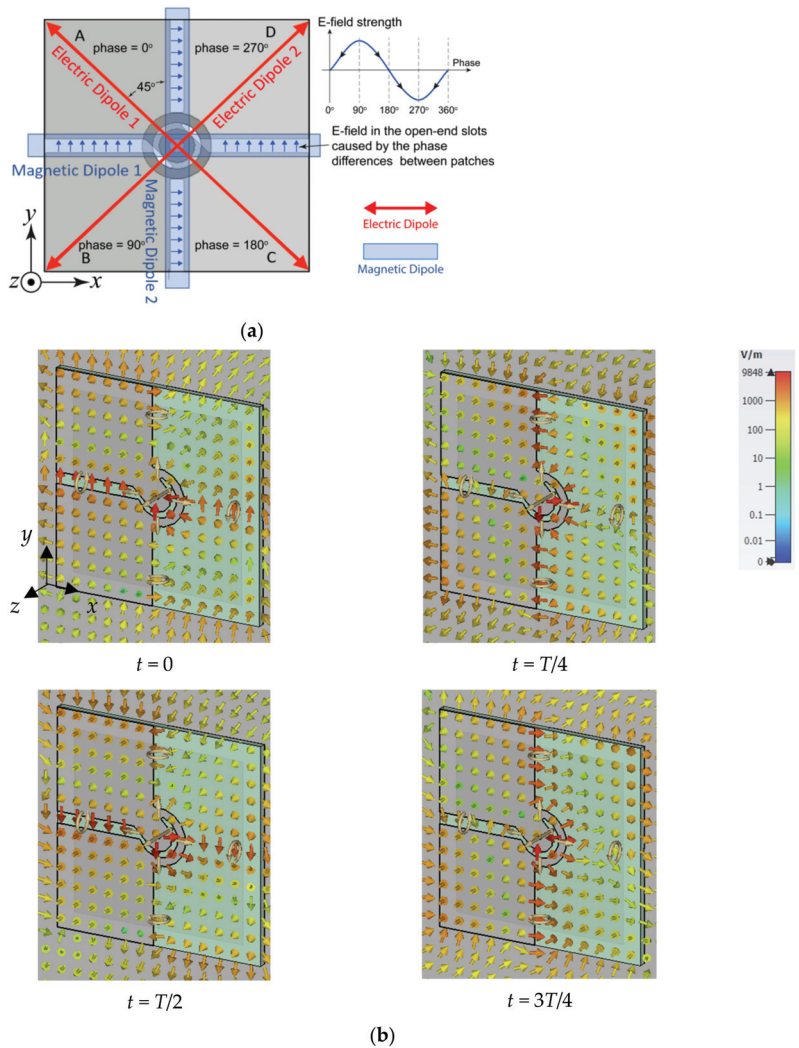 (a)
A
D
phase = 0°
phase = 270°
45°
Electric Dipole 1
Electric Dipole 2
Magnetic Dipole 1
Magnetic Dipole 2
phase = 90°
phase = 180°
B
C
y
z
x
E-field strength
Phase
0°
90°
180°
270°
360°
E-field in the open-end slots
caused by the phase
differences between patches
Electric Dipole
Magnetic Dipole
(a)
y
z
x
t = 0
t = T/4
V/m
9848
1000
100
10
1
0.1
0.01
0
t = T/2
t = 3T/4
(b)